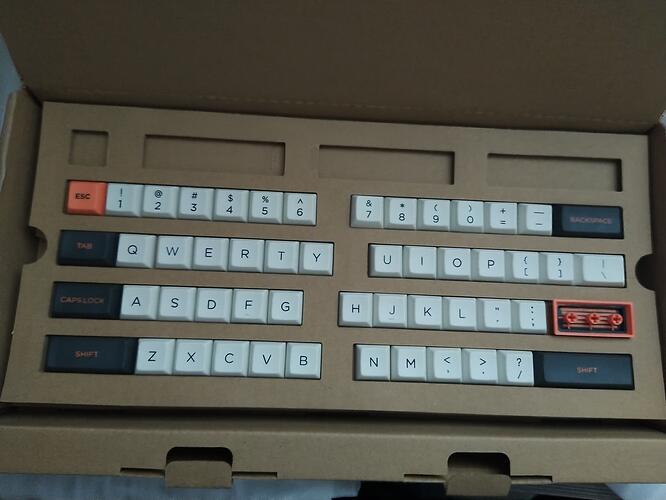 ESC ! 1 @ 2 # 3 $ 4 % 5 ^ 6 & 7 * 8 ( 9 ) 0 + = — - BACKSPACE
TAB Q W E R T Y U I O P { [ } ] | \
CAPS LOCK A S D F G H J K L " ' : ;
SHIFT Z X C V B N M < , > . ? / SHIFT